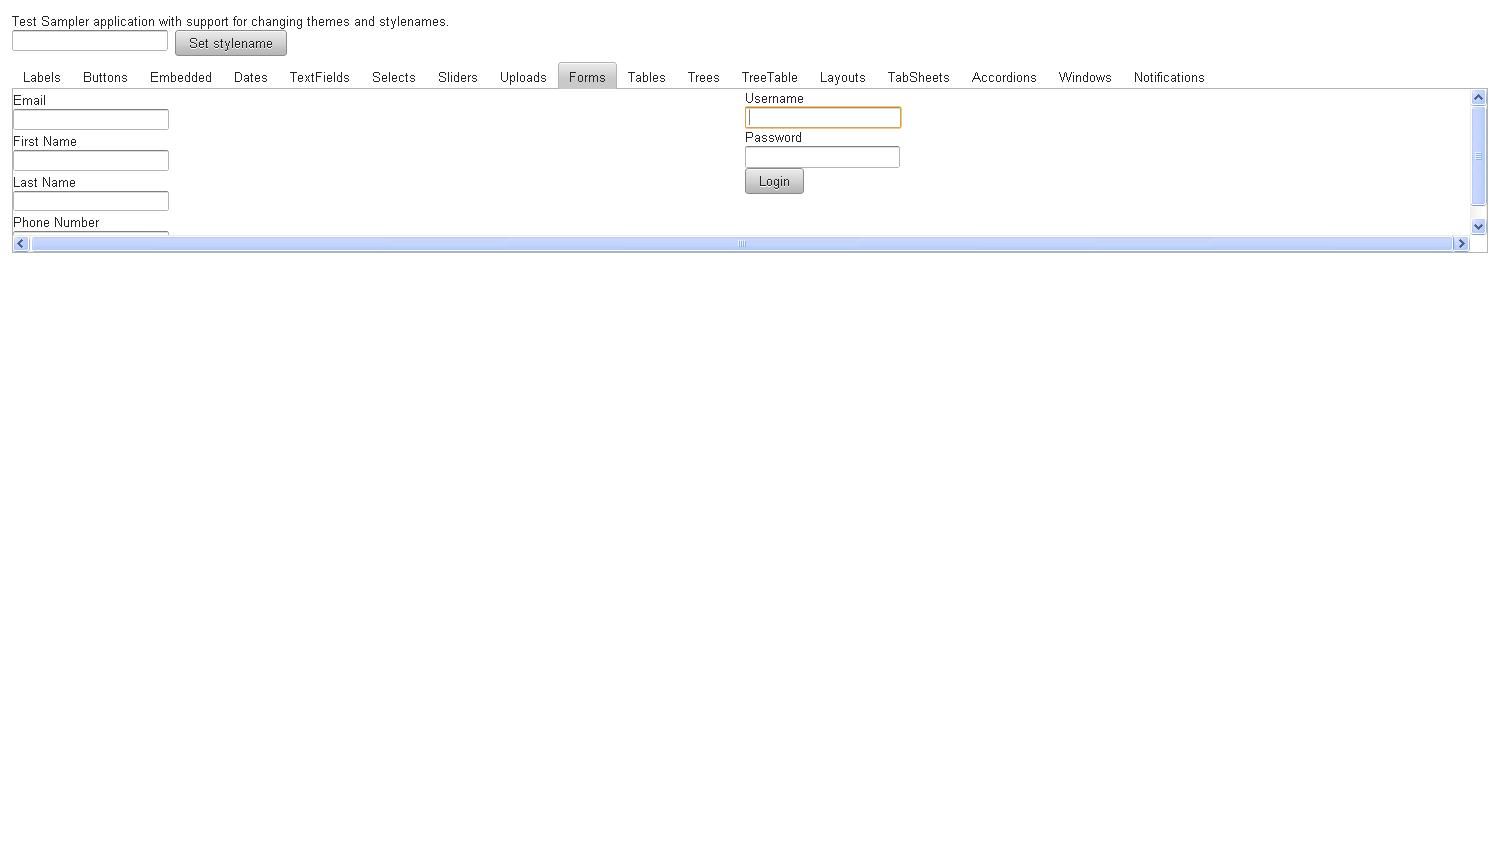 Test Sampler application with support for changing themes and stylenames.
Set stylename
Labels Buttons Embedded Dates TextFields Selects Sliders Uploads Forms Tables Trees TreeTable Layouts TabSheets Accordions Windows Notifications
Email
First Name
Last Name
Phone Number
Username
Password
Login